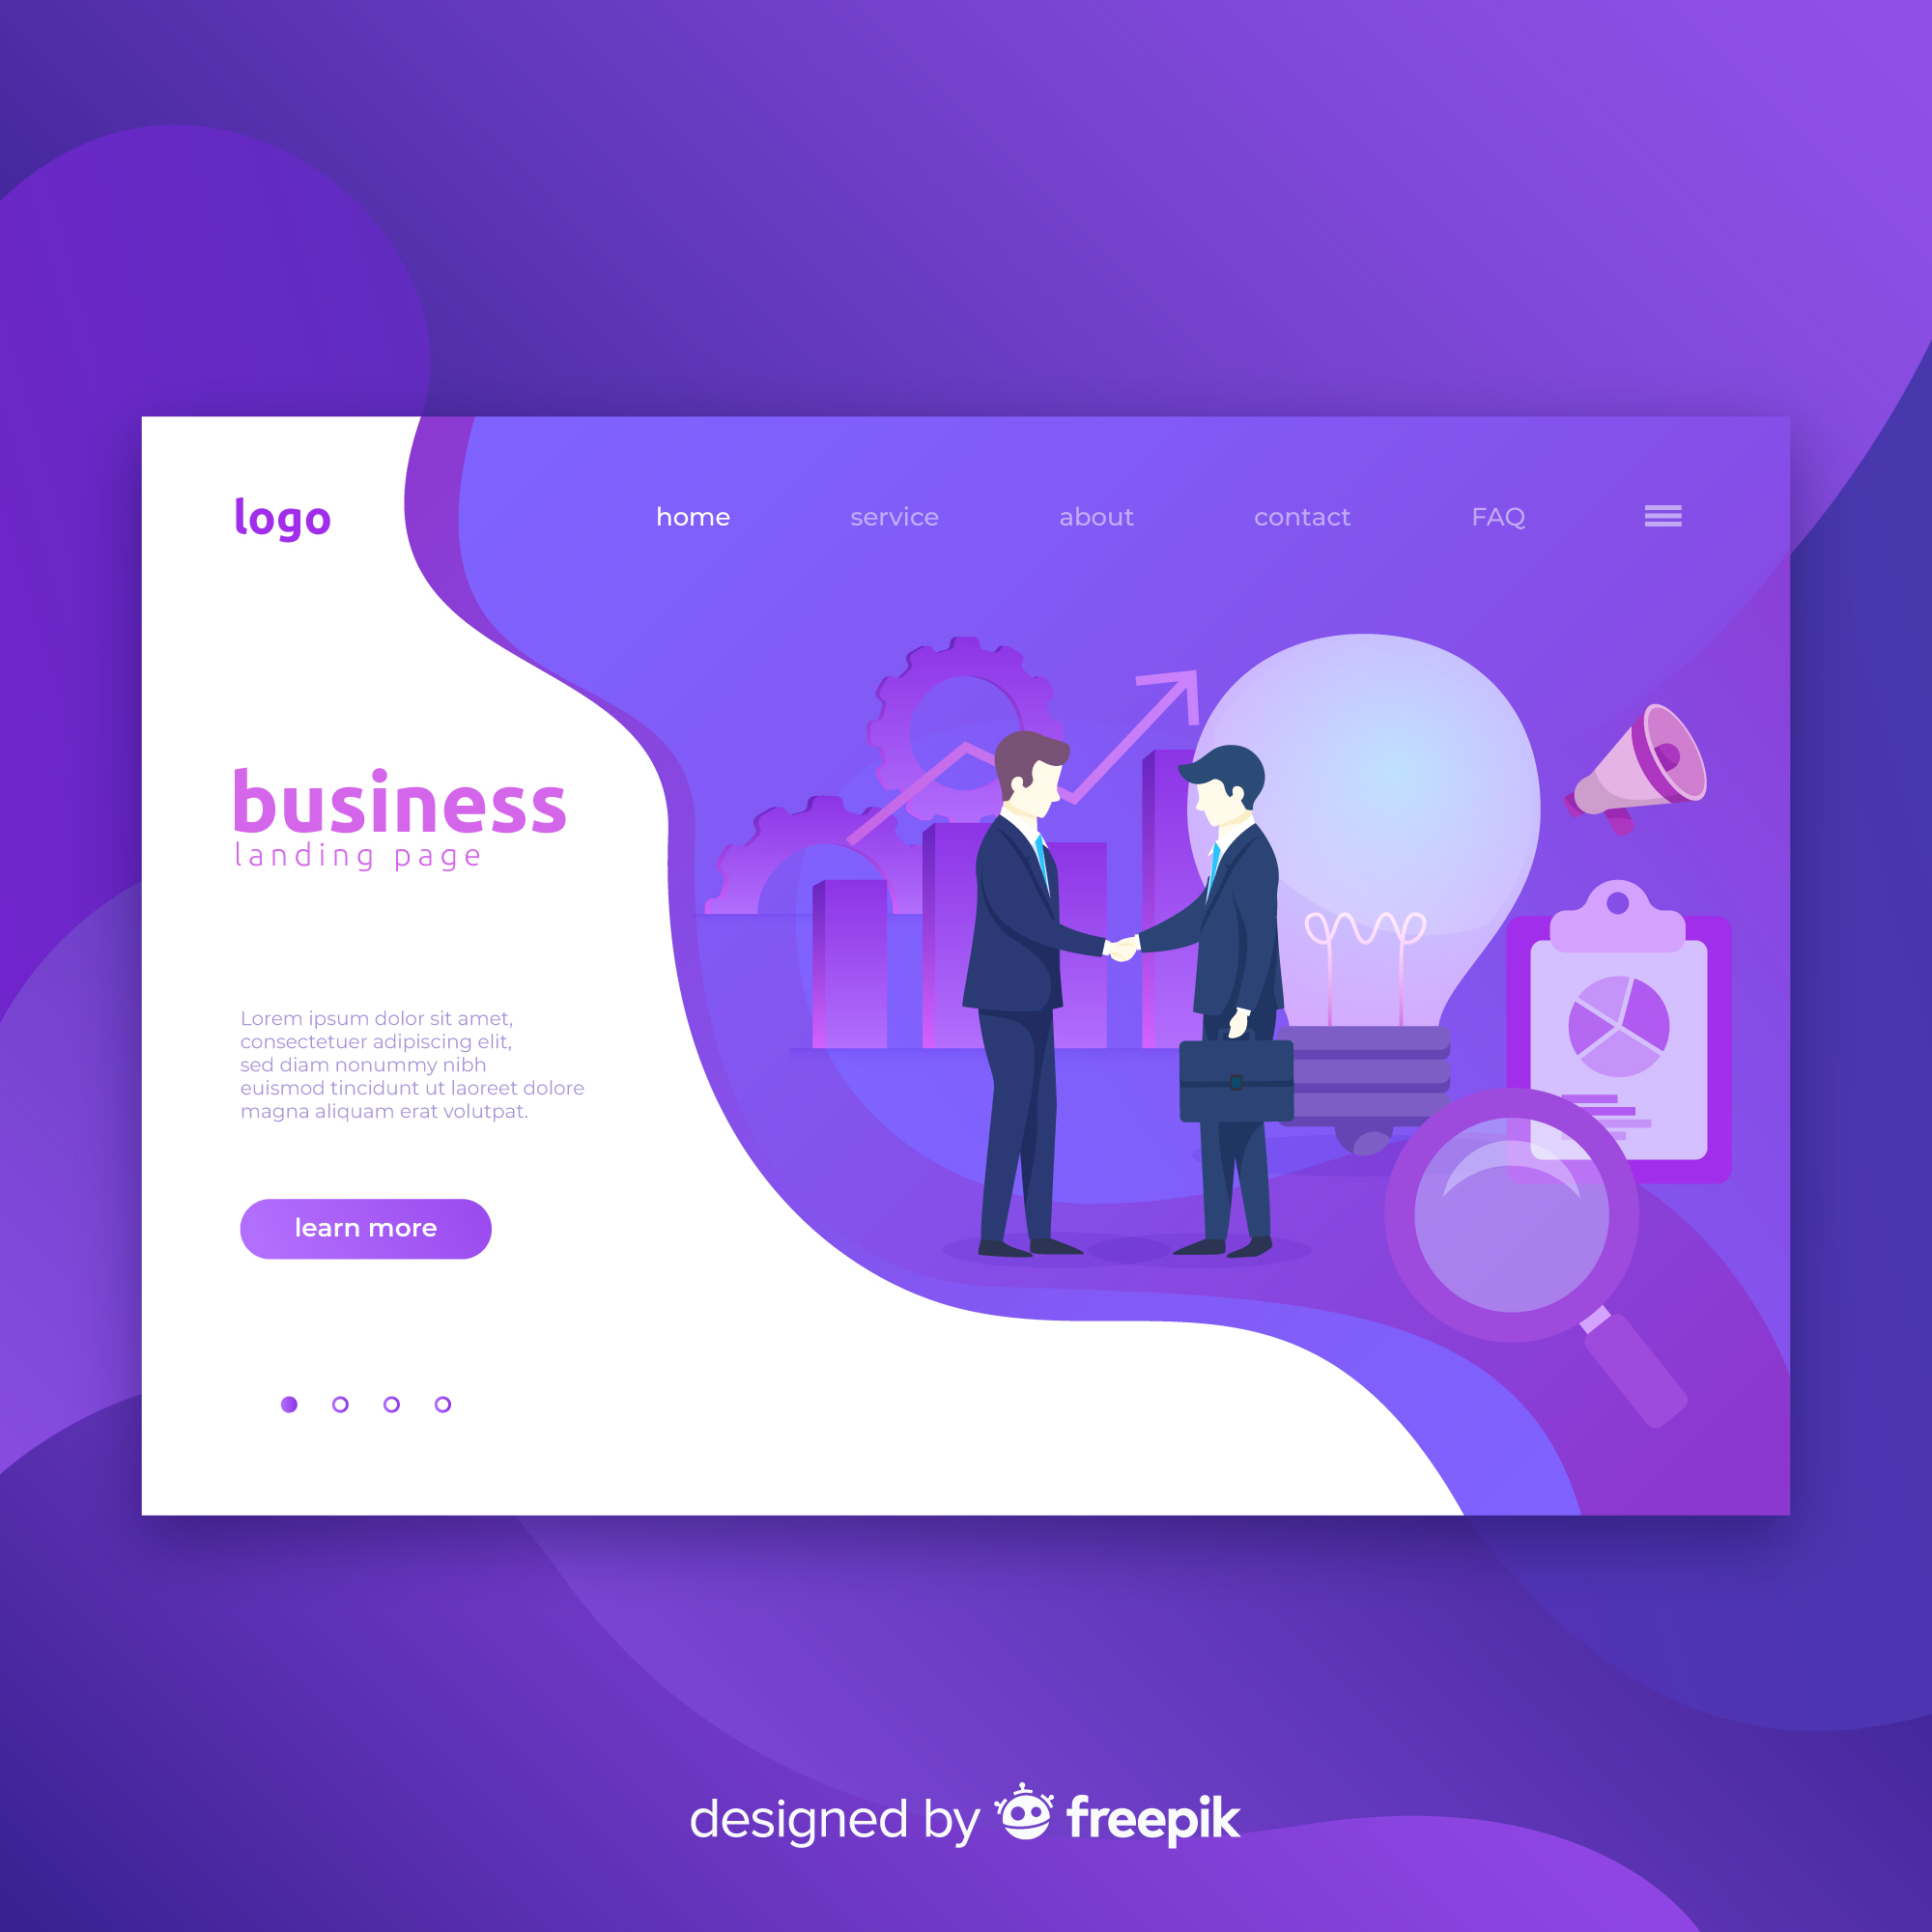 logo
home
service
about
contact
FAQ
business
landing page
Lorem ipsum dolor sit amet,
consectetuer adipiscing elit,
sed diam nonummy nibh
euismod tincidunt ut laoreet dolore
magna aliquam erat volutpat.
learn more
designed by freepik